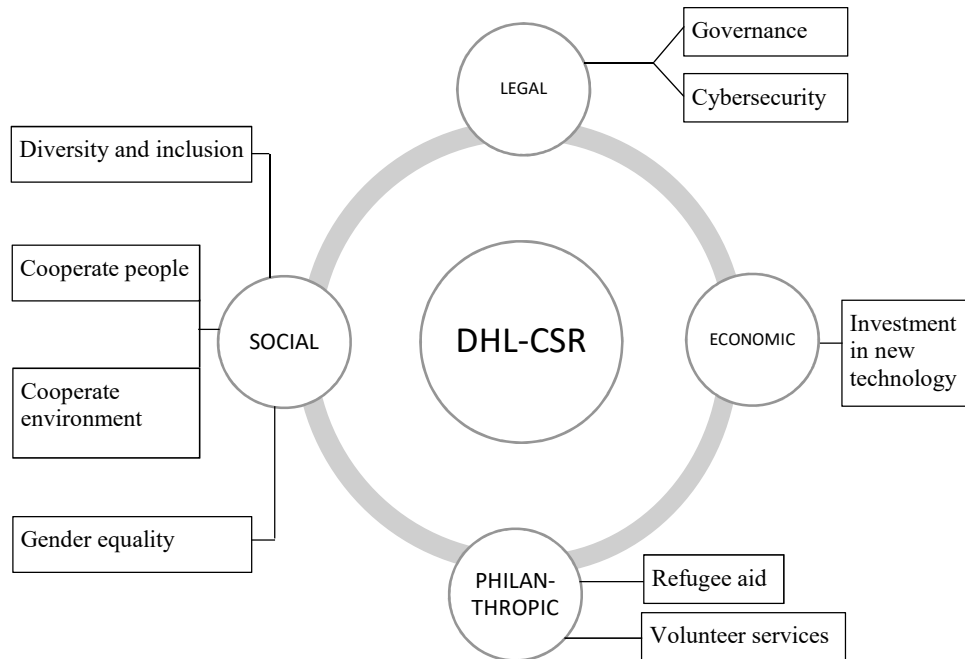 Governance
LEGAL
Cybersecurity
Diversity and inclusion
Cooperate people
SOCIAL
Cooperate
environment
Gender equality
DHL-CSR
ECONOMIC
Investment
in new
technology
PHILAN-
THROPIC
Refugee aid
Volunteer services